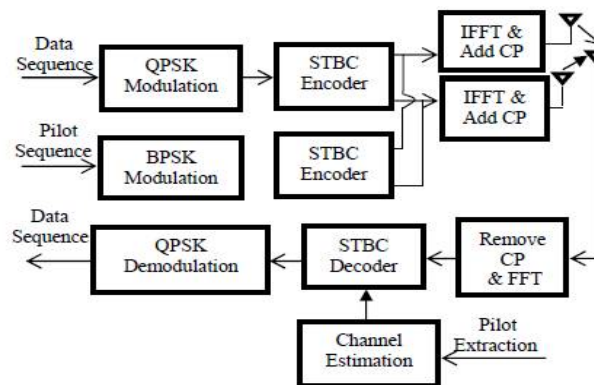 Data
Sequence
QPSK
Modulation
STBC
Encoder
IFFT &
Add CP
IFFT &
Add CP
Pilot
Sequence
BPSK
Modulation
STBC
Encoder
Data
Sequence
QPSK
Demodulation
STBC
Decoder
Remove
CP
& FFT
Channel
Estimation
Pilot
Extraction